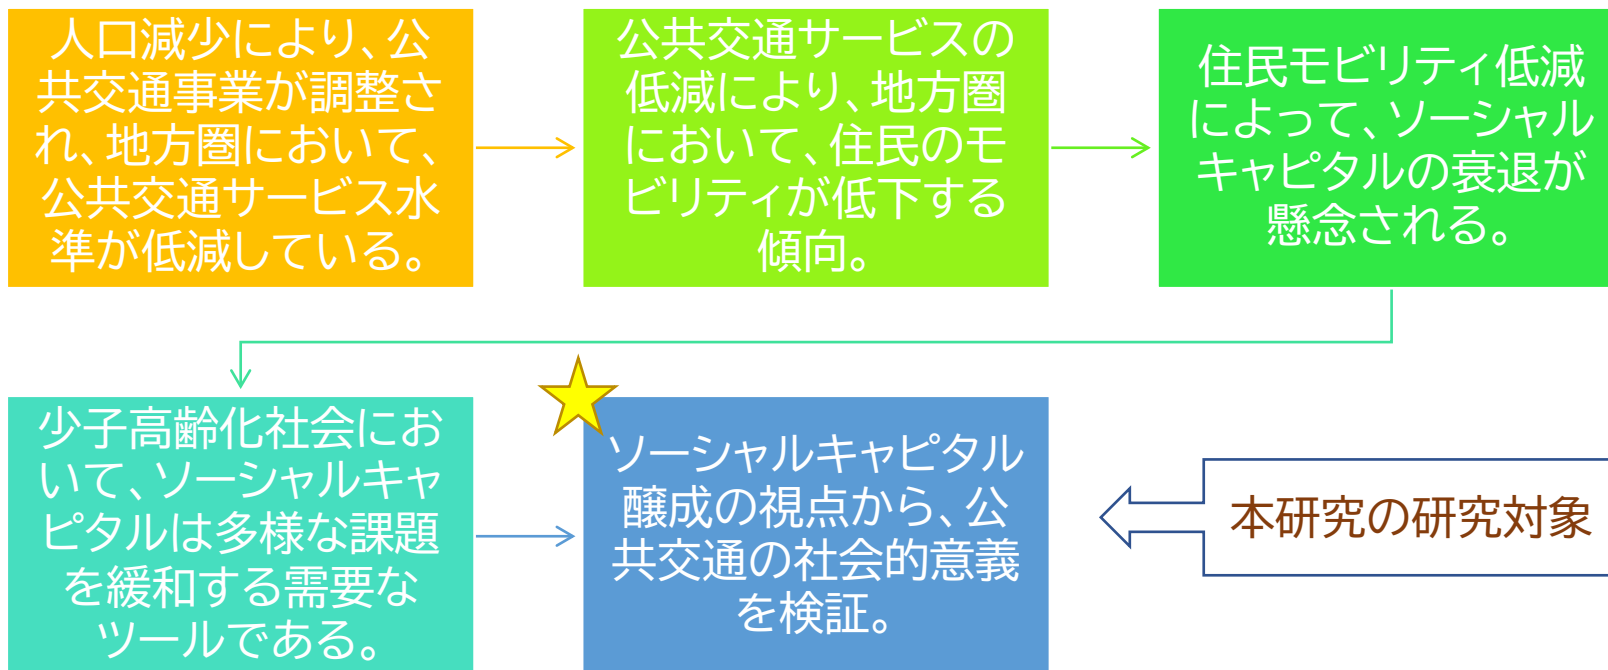 人口減少により、公
共交通事業が調整さ
れ、地方圏において、
公共交通サービス水
準が低減している。
公共交通サービスの
低減により、地方圏
において、住民のモ
ビリティが低下する
傾向。
住民モビリティ低減
によって、ソーシャル
キャピタルの衰退が
懸念される。
少子高齢化社会にお
いて、ソーシャルキャ
ピタルは多様な課題
を緩和する需要な
ツールである。
ソーシャルキャピタル
醸成の視点から、公
共交通の社会的意義
を検証。
本研究の研究対象